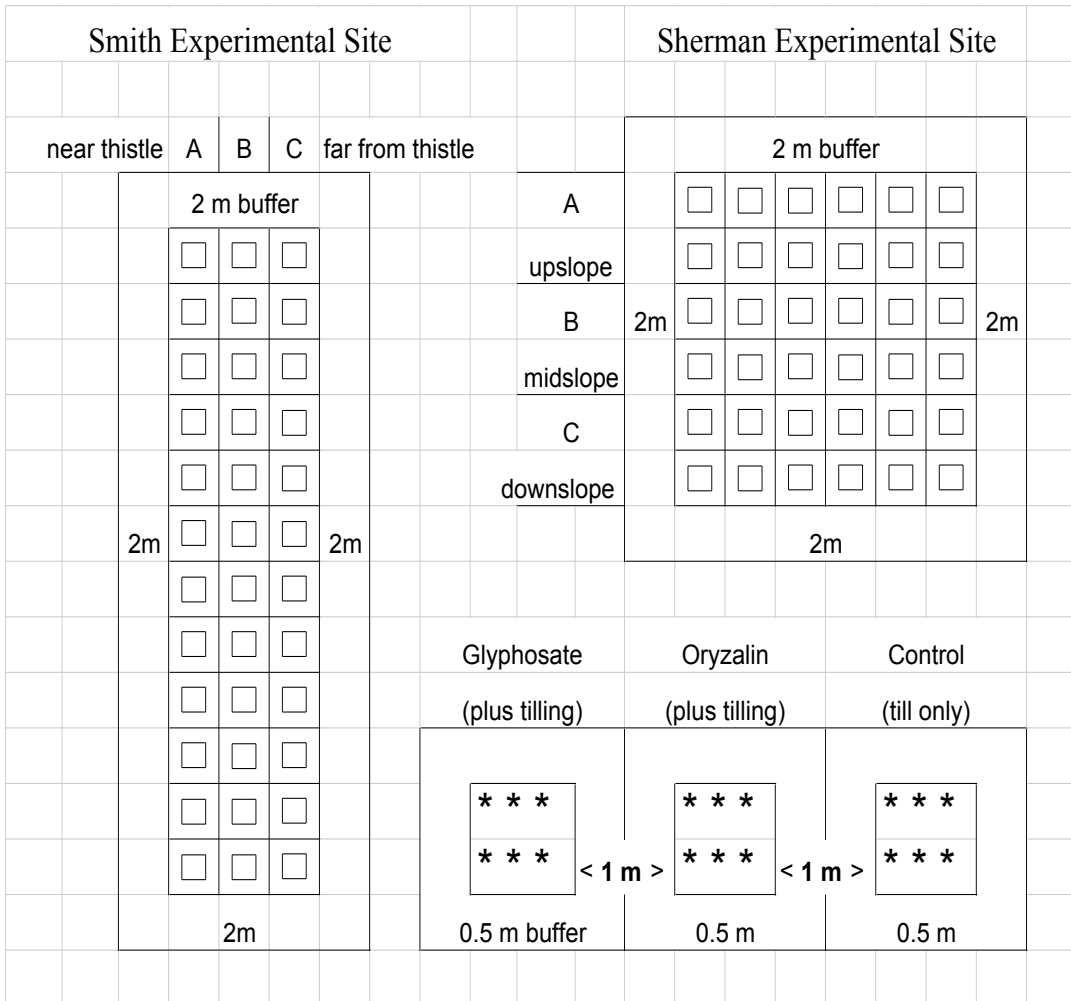 Smith Experimental Site
near thistle A B C far from thistle
2 m buffer
2m 2m
2m
Sherman Experimental Site
2 m buffer
A
upslope
B 2m 2m
midslope
C
downslope
2m
Glyphosate Oryzalin Control
(plus tilling) (plus tilling) (till only)
* * * * * * * * *
* * * < 1 m > * * * < 1 m > * * *
0.5 m buffer 0.5 m 0.5 m